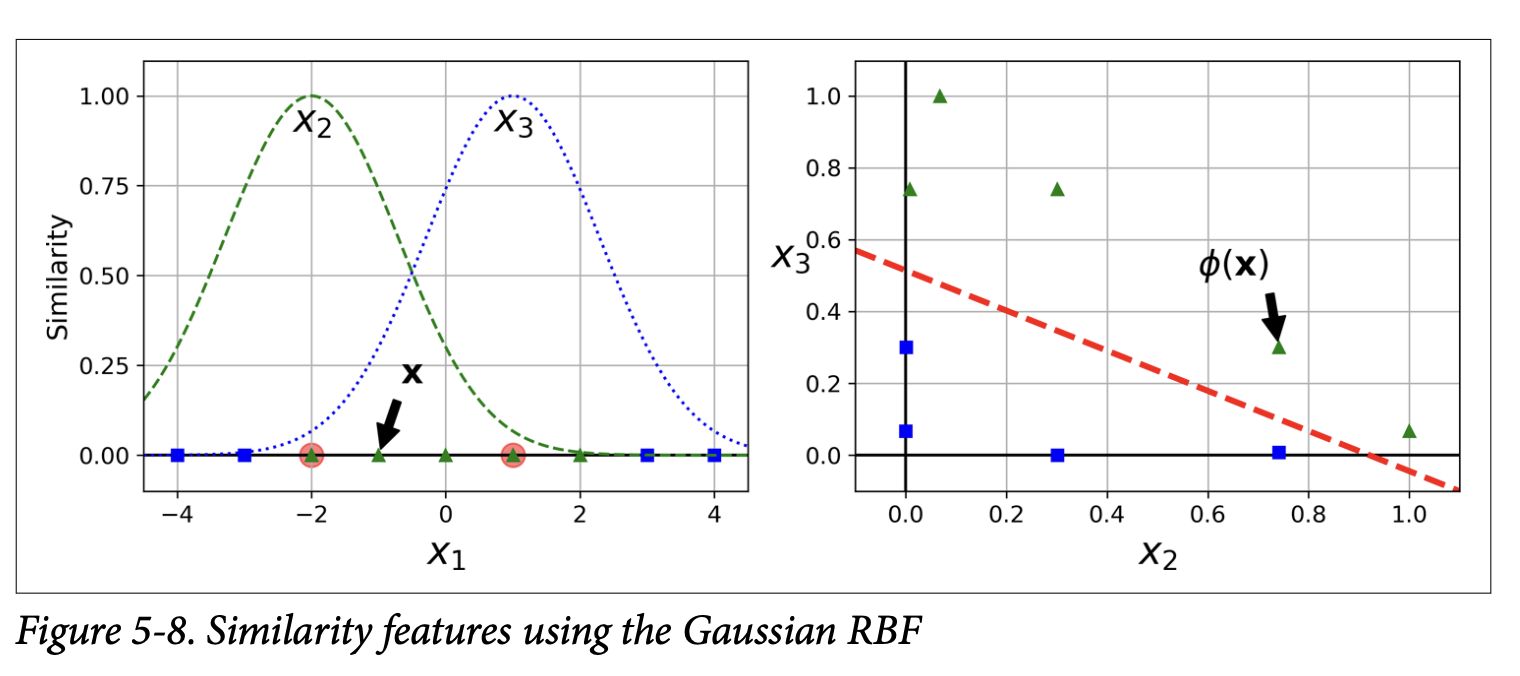 1.00
0.75
0.50
0.25
0.00
Similarity
x₂
x₃
x
−4
−2
0
2
4
x₁
1.0
0.8
0.6
0.4
0.2
0.0
x₃
ϕ(x)
0.0
0.2
0.4
0.6
0.8
1.0
x₂
Figure 5-8. Similarity features using the Gaussian RBF